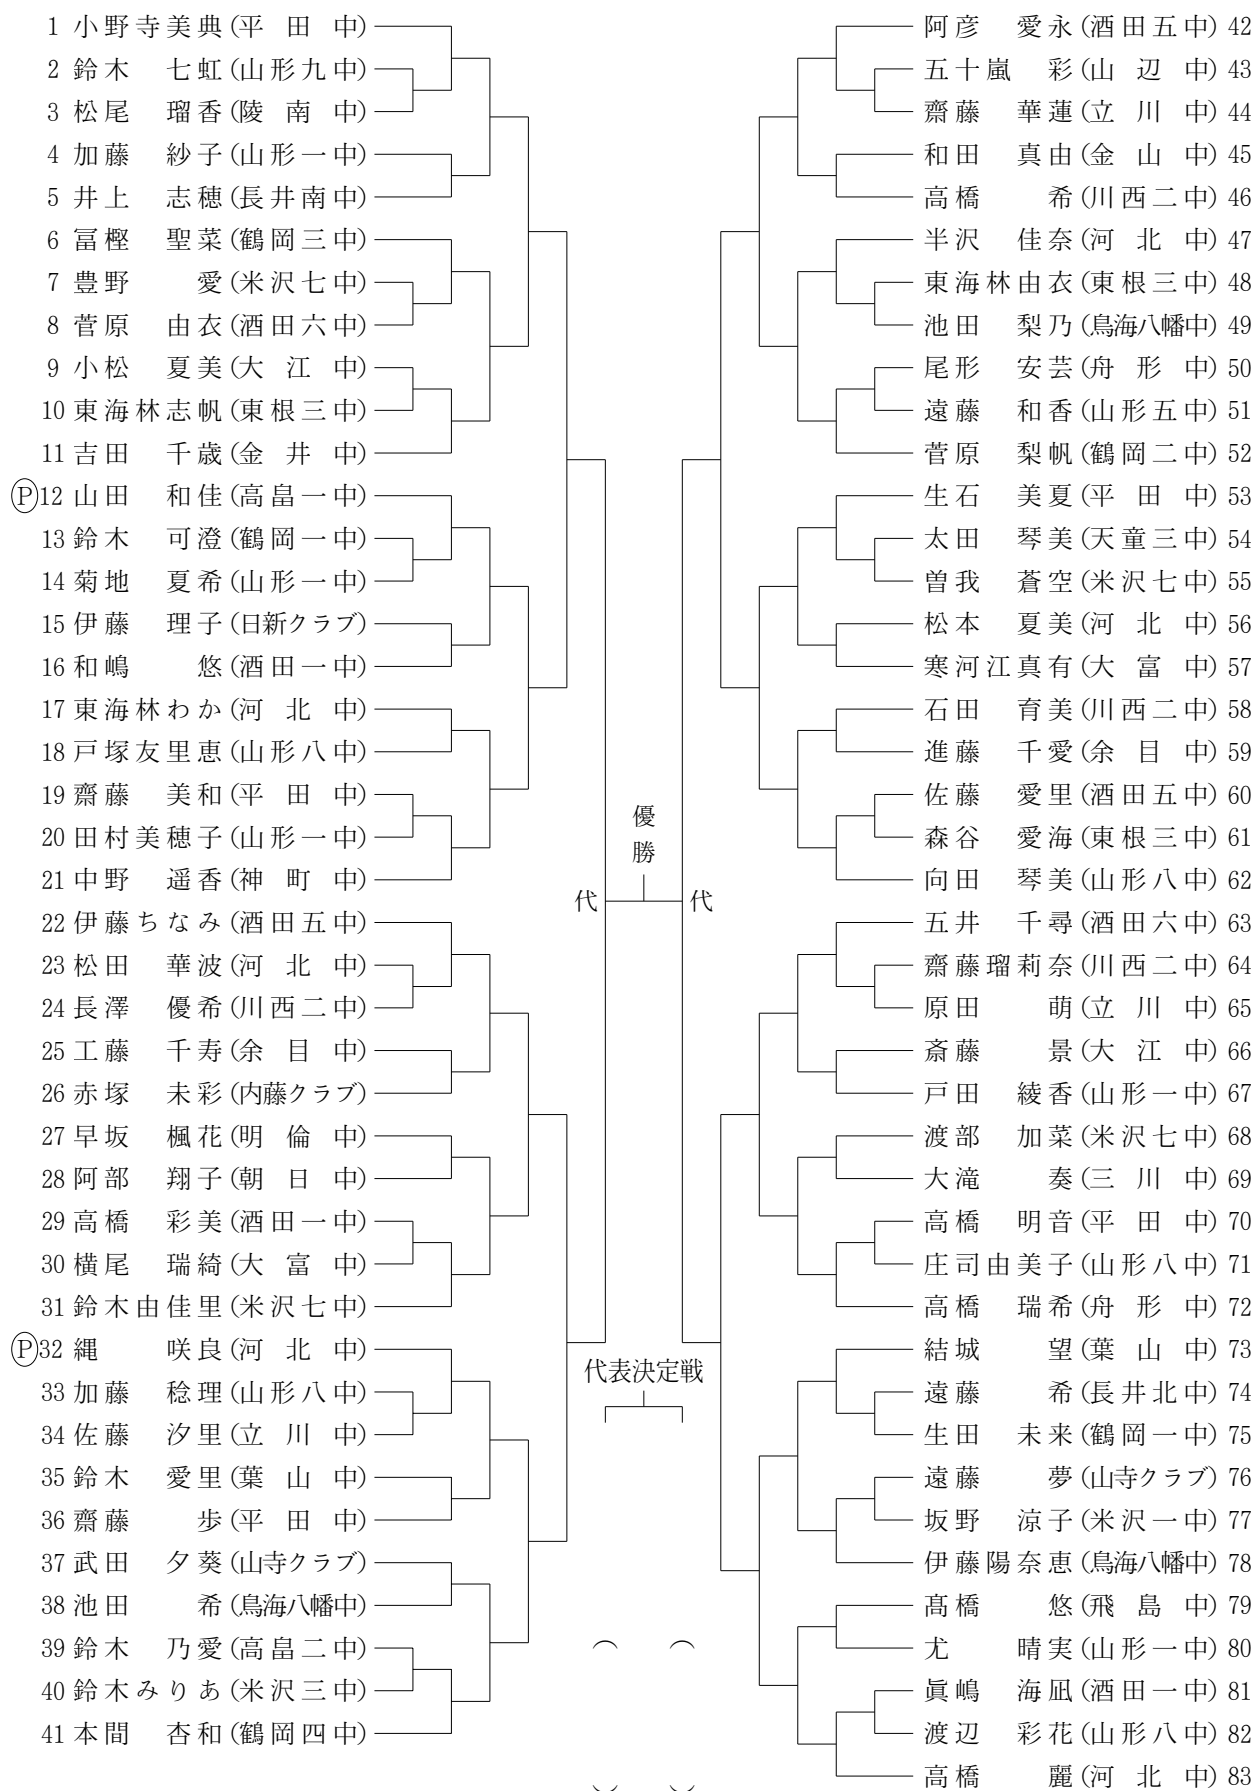 1 小野寺美典(平田中)
2 鈴木 七虹(山形九中)
3 松尾 瑠香(陵南中)
4 加藤 紗子(山形一中)
5 井上 志穂(長井南中)
6 冨樫 聖菜(鶴岡三中)
7 豊野 愛(米沢七中)
8 菅原 由衣(酒田六中)
9 小松 夏美(大江中)
10 東海林志帆(東根三中)
11 吉田 千歳(金井中)
Ⓟ12 山田 和佳(高畠一中)
13 鈴木 可澄(鶴岡一中)
14 菊地 夏希(山形一中)
15 伊藤 理子(日新クラブ)
16 和嶋 悠(酒田一中)
17 東海林わか(河北中)
18 戸塚友里恵(山形八中)
19 齋藤 美和(平田中)
20 田村美穂子(山形一中)
21 中野 遥香(神町中)
22 伊藤ちなみ(酒田五中)
23 松田 華波(河北中)
24 長澤 優希(川西二中)
25 工藤 千寿(余目中)
26 赤塚 未彩(内藤クラブ)
27 早坂 楓花(明倫中)
28 阿部 翔子(朝日中)
29 高橋 彩美(酒田一中)
30 横尾 瑞綺(大富中)
31 鈴木由佳里(米沢七中)
Ⓟ32 縄 咲良(河北中)
33 加藤 稔理(山形八中)
34 佐藤 汐里(立川中)
35 鈴木 愛里(葉山中)
36 齋藤 歩(平田中)
37 武田 夕葵(山寺クラブ)
38 池田 希(鳥海八幡中)
39 鈴木 乃愛(高畠二中)
40 鈴木みりあ(米沢三中)
41 本間 杏和(鶴岡四中)
優勝
代 代
代表決定戦
( (
) )
阿彦 愛永(酒田五中) 42
五十嵐 彩(山辺中) 43
齋藤 華蓮(立川中) 44
和田 真由(金山中) 45
高橋 希(川西二中) 46
半沢 佳奈(河北中) 47
東海林由衣(東根三中) 48
池田 梨乃(鳥海八幡中) 49
尾形 安芸(舟形中) 50
遠藤 和香(山形五中) 51
菅原 梨帆(鶴岡二中) 52
生石 美夏(平田中) 53
太田 琴美(天童三中) 54
曽我 蒼空(米沢七中) 55
松本 夏美(河北中) 56
寒河江真有(大富中) 57
石田 育美(川西二中) 58
進藤 千愛(余目中) 59
佐藤 愛里(酒田五中) 60
森谷 愛海(東根三中) 61
向田 琴美(山形八中) 62
五井 千尋(酒田六中) 63
齋藤瑠莉奈(川西二中) 64
原田 萌(立川中) 65
斎藤 景(大江中) 66
戸田 綾香(山形一中) 67
渡部 加菜(米沢七中) 68
大滝 奏(三川中) 69
高橋 明音(平田中) 70
庄司由美子(山形八中) 71
高橋 瑞希(舟形中) 72
結城 望(葉山中) 73
遠藤 希(長井北中) 74
生田 未来(鶴岡一中) 75
遠藤 夢(山寺クラブ) 76
坂野 涼子(米沢一中) 77
伊藤陽奈恵(鳥海八幡中) 78
髙橋 悠(飛島中) 79
尤 晴実(山形一中) 80
眞嶋 海凪(酒田一中) 81
渡辺 彩花(山形八中) 82
高橋 麗(河北中) 83